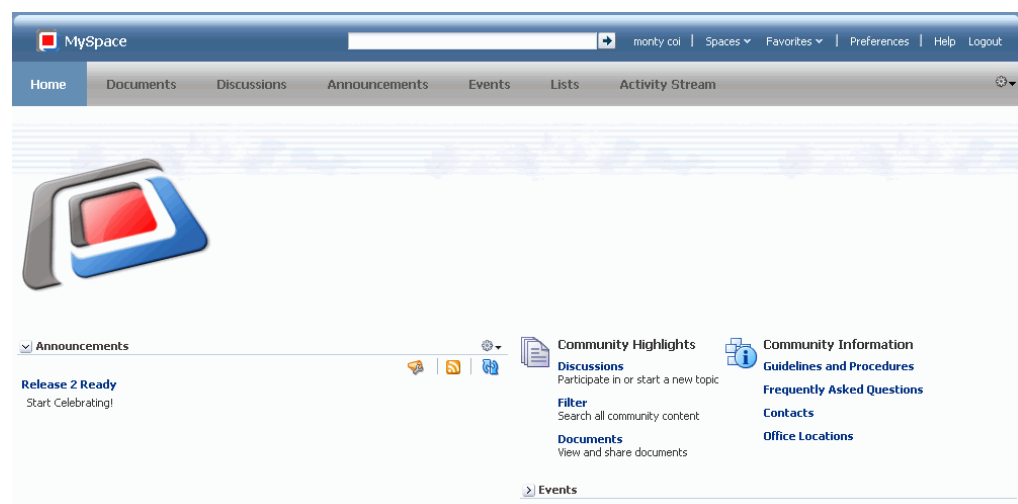 MySpace
monty coi | Spaces | Favorites | Preferences | Help Logout
Home Documents Discussions Announcements Events Lists Activity Stream
Announcements
Release 2 Ready
Start Celebrating!
Community Highlights
Discussions
Participate in or start a new topic
Filter
Search all community content
Documents
View and share documents
Community Information
Guidelines and Procedures
Frequently Asked Questions
Contacts
Office Locations
Events